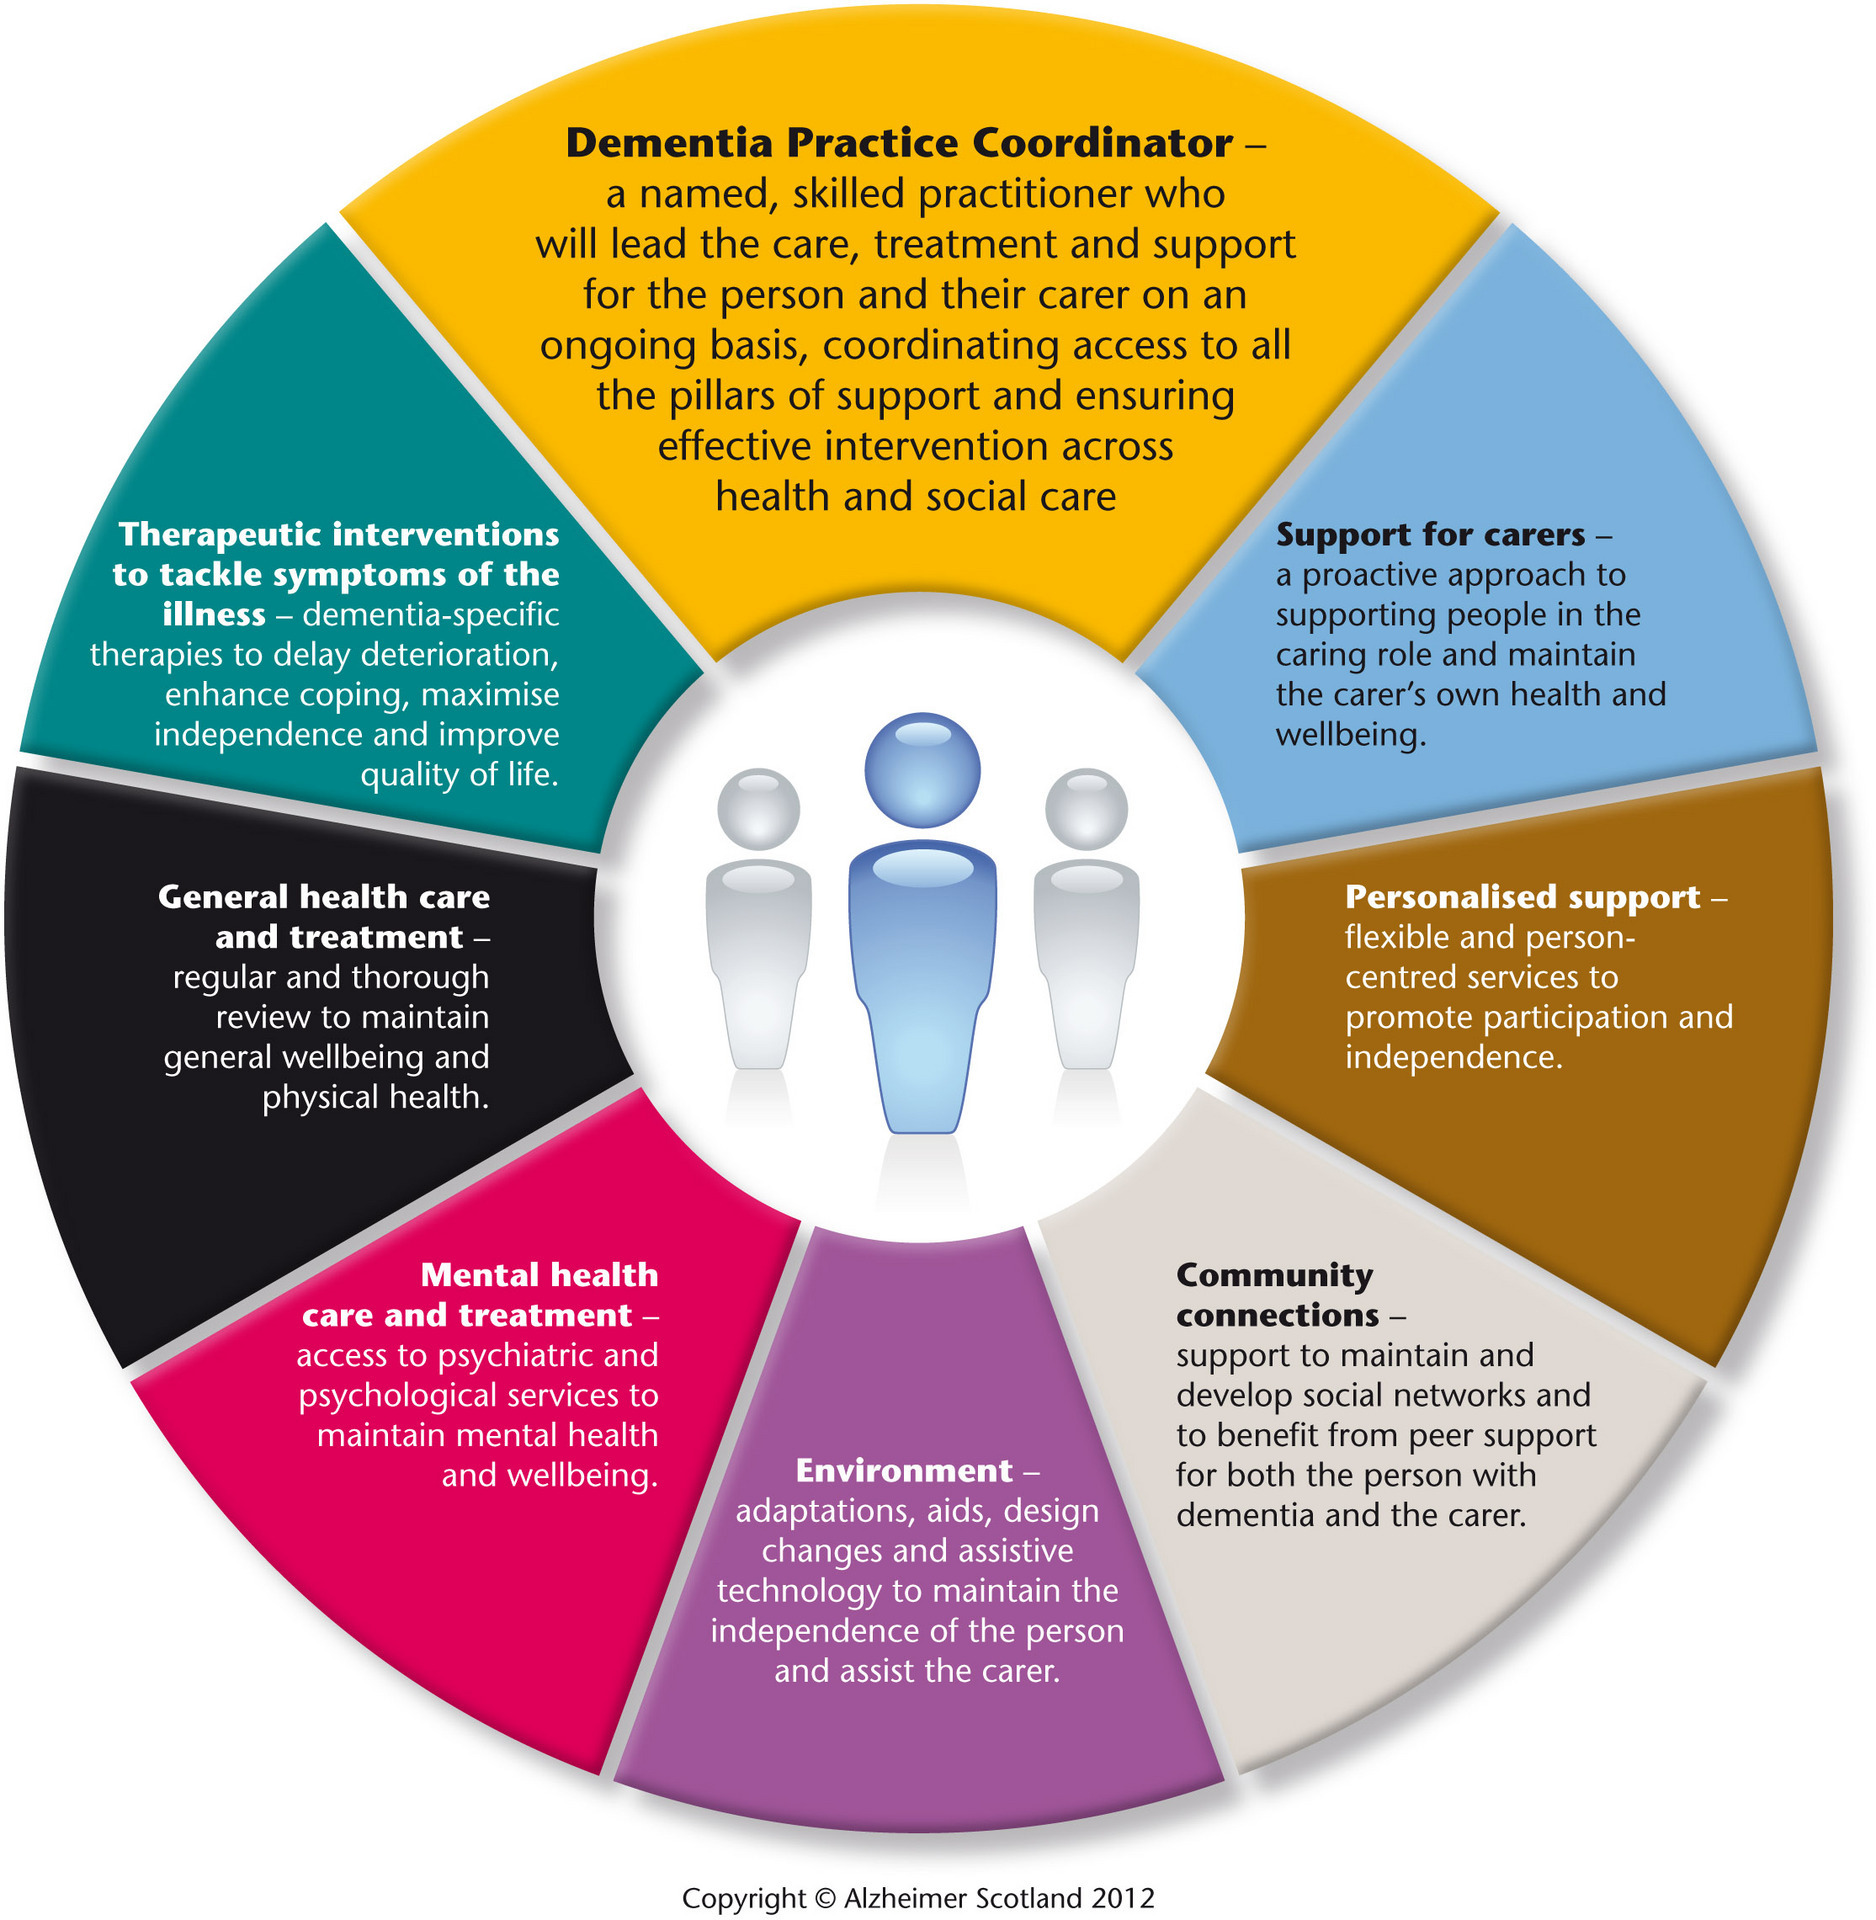 Dementia Practice Coordinator –
a named, skilled practitioner who
will lead the care, treatment and support
for the person and their carer on an
ongoing basis, coordinating access to all
the pillars of support and ensuring
effective intervention across
health and social care
Support for carers –
a proactive approach to
supporting people in the
caring role and maintain
the carer’s own health and
wellbeing.
Personalised support –
flexible and person-
centred services to
promote participation and
independence.
Community
connections –
support to maintain and
develop social networks and
to benefit from peer support
for both the person with
dementia and the carer.
Environment –
adaptations, aids, design
changes and assistive
technology to maintain the
independence of the person
and assist the carer.
Mental health
care and treatment –
access to psychiatric and
psychological services to
maintain mental health
and wellbeing.
General health care
and treatment –
regular and thorough
review to maintain
general wellbeing and
physical health.
Therapeutic interventions
to tackle symptoms of the
illness – dementia-specific
therapies to delay deterioration,
enhance coping, maximise
independence and improve
quality of life.
Copyright © Alzheimer Scotland 2012